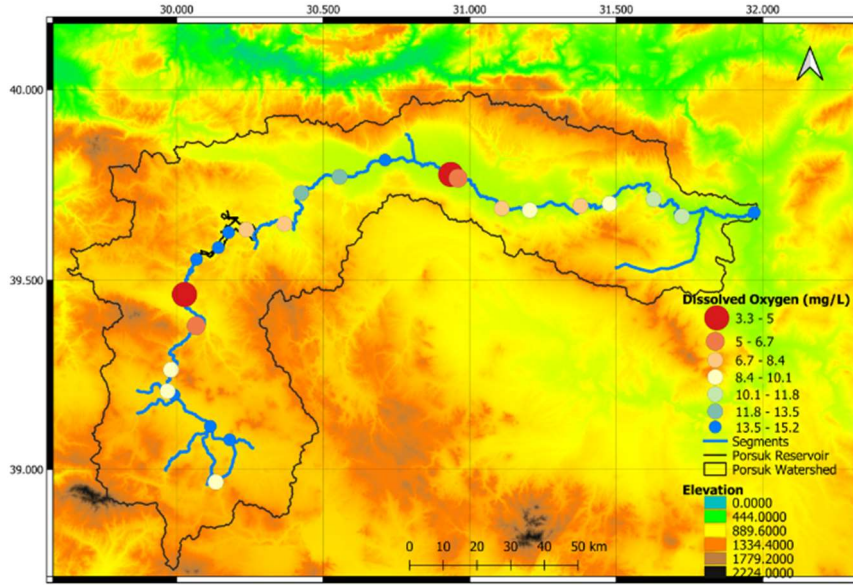 30.000 30.500 31.000 31.500 32.000
40.000
39.500
39.000
Dissolved Oxygen (mg/L)
3.3 - 5
5 - 6.7
6.7 - 8.4
8.4 - 10.1
10.1 - 11.8
11.8 - 13.5
13.5 - 15.2
Segments
Porsuk Reservoir
Porsuk Watershed
Elevation
0.0000
444.0000
889.6000
1334.4000
1779.2000
2224.0000
0 10 20 30 40 50 km